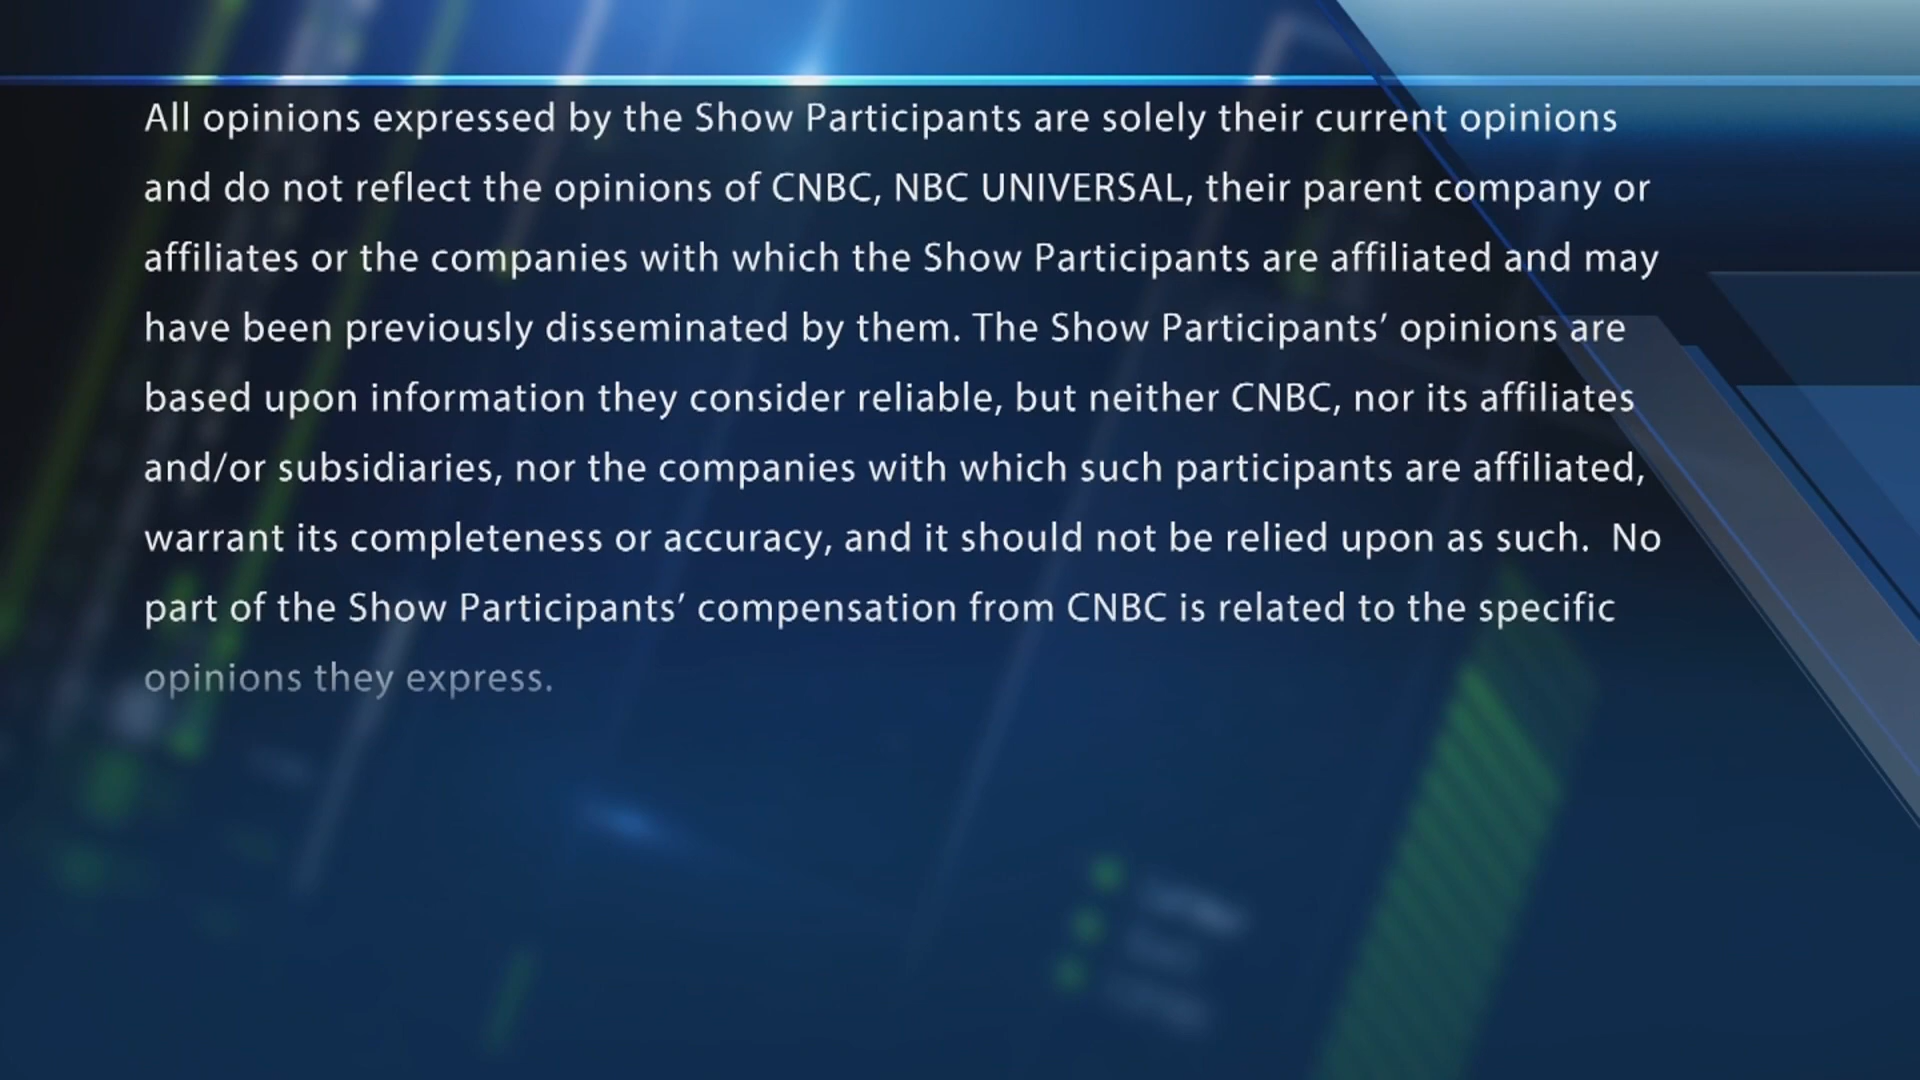 All opinions expressed by the Show Participants are solely their current opinions
and do not reflect the opinions of CNBC, NBC UNIVERSAL, their parent company or
affiliates or the companies with which the Show Participants are affiliated and may
have been previously disseminated by them. The Show Participants’ opinions are
based upon information they consider reliable, but neither CNBC, nor its affiliates
and/or subsidiaries, nor the companies with which such participants are affiliated,
warrant its completeness or accuracy, and it should not be relied upon as such.  No
part of the Show Participants’ compensation from CNBC is related to the specific
opinions they express.